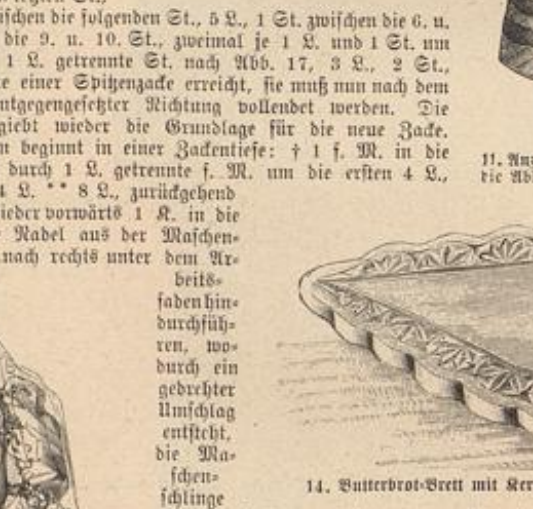 ischen die folgenden St., 5 L., 1 St. zwischen die 6. u.
die 9. u. 10. St., zweimal je 1 L. und 1 St. um
1 L. getrennte St. nach Abb. 17, 3 L., 2 St.,
e einer Spitzenzacke erreicht, sie muß nun nach dem
entgegengesetzter Richtung vollendet werden. Die
giebt wieder die Grundlage für die neue Zacke.
n beginnt in einer Zackentiefe: † 1 f. M. in die
durch 1 L. getrennte f. M. um die ersten 4 L.,
4 L. ** 8 L., zurückgehend
wieder vorwärts 1 K. in die
Nadel aus der Maschen-
nach rechts unter dem Ar-
beits-
faden hin-
durchfüh-
ren, wo-
durch ein
gedrehter
Umschlag
entsteht,
die Ma-
schen-
schlinge
11. Anz
die Ab
14. Butterbrot-Brett mit Ker